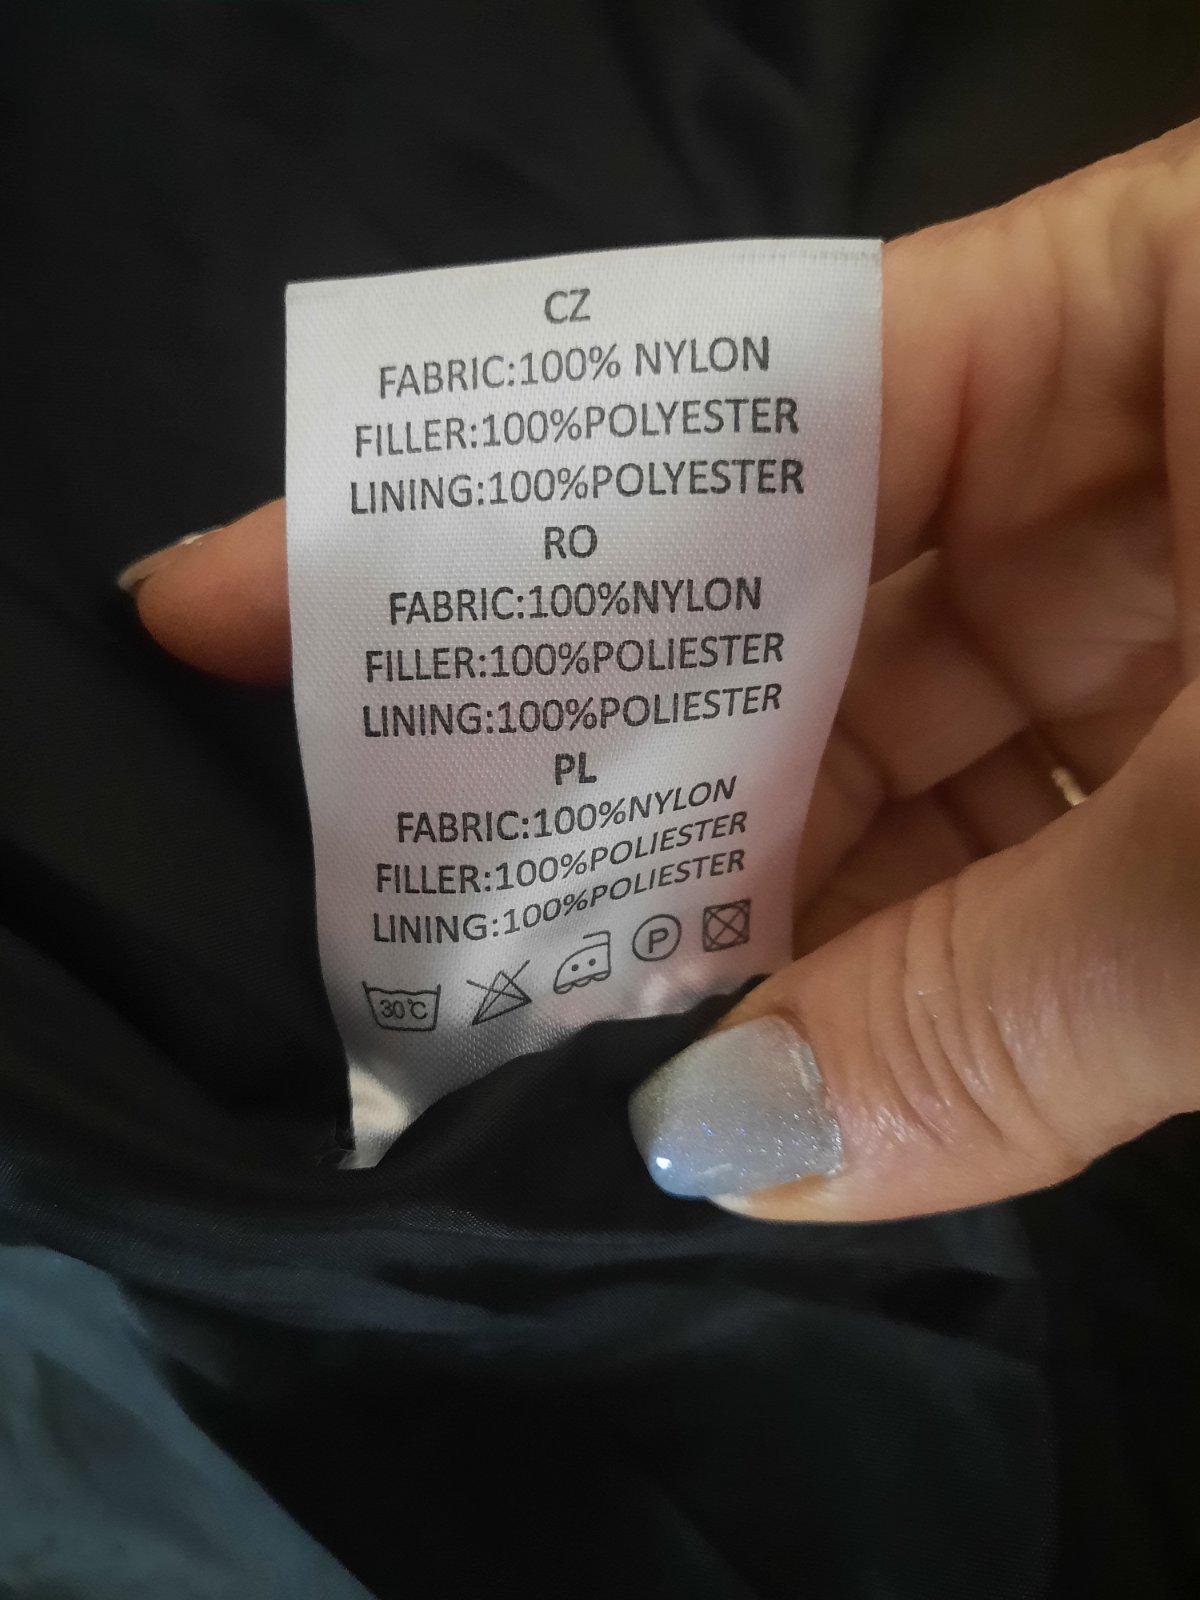 CZ
FABRIC:100% NYLON
FILLER:100%POLYESTER
LINING:100%POLYESTER
RO
FABRIC:100%NYLON
FILLER:100%POLIESTER
LINING:100%POLIESTER
PL
FABRIC:100%NYLON
FILLER:100%POLIESTER
LINING:100%POLIESTER
30°C P